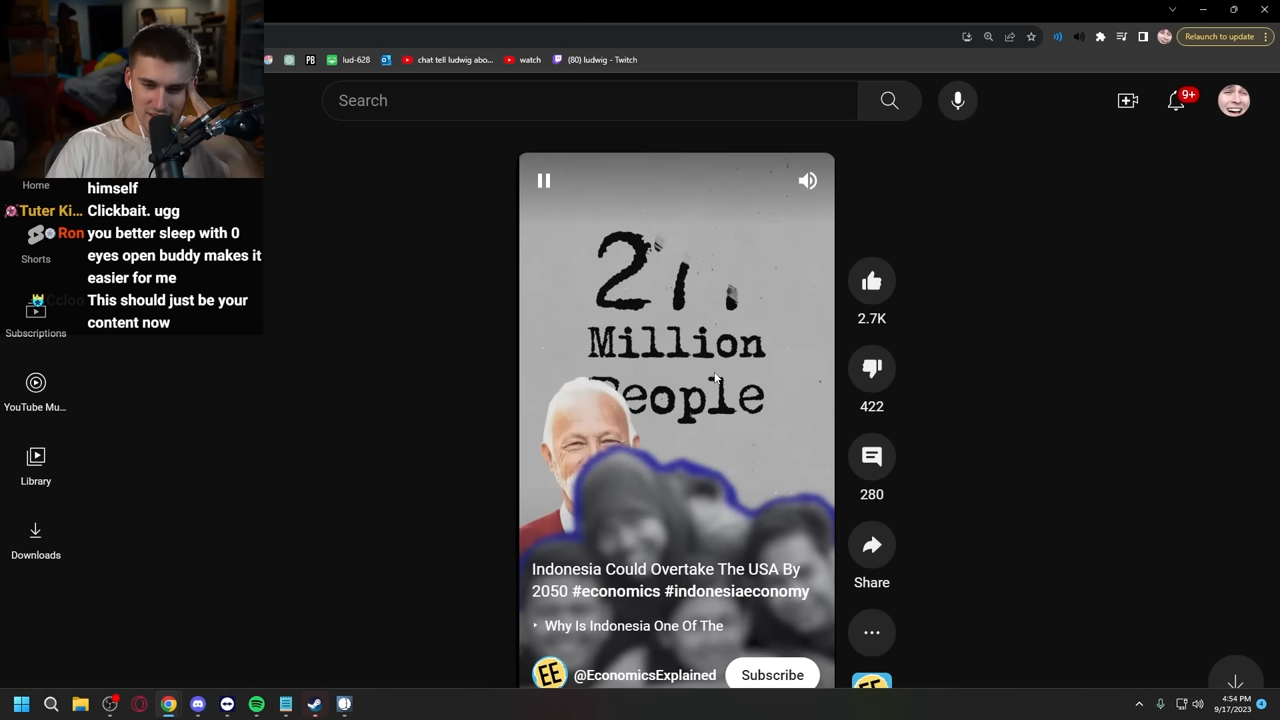 Relaunch to update
PB
lud-628
chat tell ludwig abo...
watch
(80) ludwig - Twitch
Search
9+
Home
himself
Tuter Ki... Clickbait. ugg
Ron you better sleep with 0
eyes open buddy makes it
easier for me
Shorts
This should just be your
content now
Subscriptions
YouTube Mu...
Library
Downloads
Million
People
Indonesia Could Overtake The USA By
2050 #economics #indonesiaeconomy
Why Is Indonesia One Of The
EE
@EconomicsExplained
Subscribe
2.7K
422
280
Share
EE
4:54 PM
9/17/2023
4